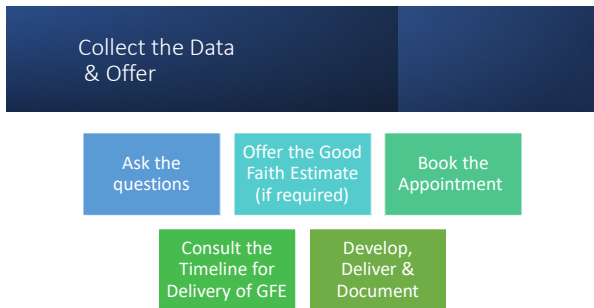 Collect the Data
& Offer
Ask the
questions
Offer the Good
Faith Estimate
(if required)
Book the
Appointment
Consult the
Timeline for
Delivery of GFE
Develop,
Deliver &
Document